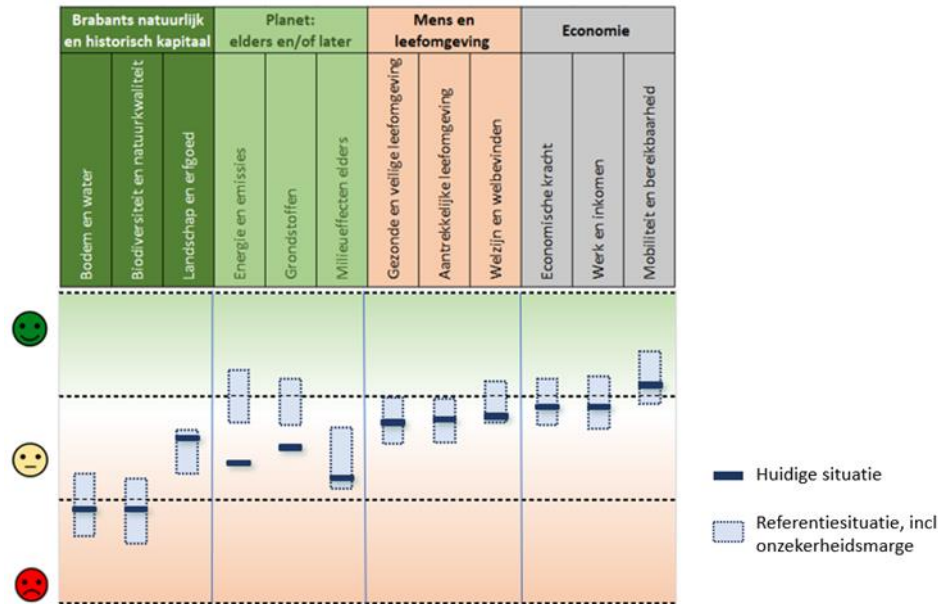 Brabants natuurlijk
en historisch kapitaal
Planet:
elders en/of later
Mens en
leefomgeving
Economie
Bodem en water
Biodiversiteit en natuurkwaliteit
Landschap en erfgoed
Energie en emissies
Grondstoffen
Milieueffecten elders
Gezonde en veilige leefomgeving
Aantrekkelijke leefomgeving
Welzijn en welbevinden
Economische kracht
Werk en inkomen
Mobiliteit en bereikbaarheid
Huidige situatie
Referentiesituatie, incl
onzekerheidsmarge